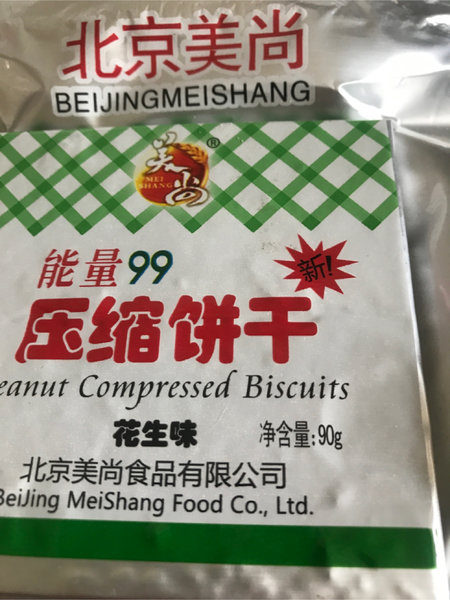 北京美尚
BEIJINGMEISHANG
美尚
MEI
SHANG
®
能量99
新!
压缩饼干
eanut Compressed Biscuits
花生味
净含量:90g
北京美尚食品有限公司
BeiJing MeiShang Food Co., Ltd.